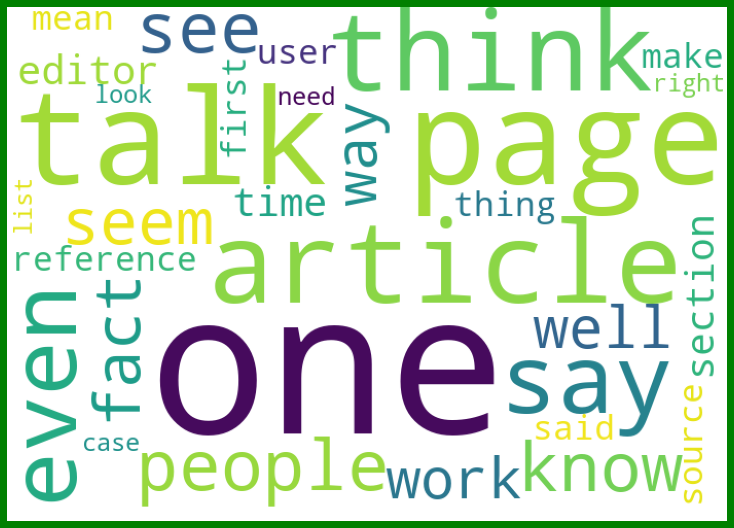 mean
see
user
think
make
editor
look
first
need
right
talk
way
page
list
seem
time
thing
reference
article
section
even
fact
one
well
say
case
people
work
said
know
source